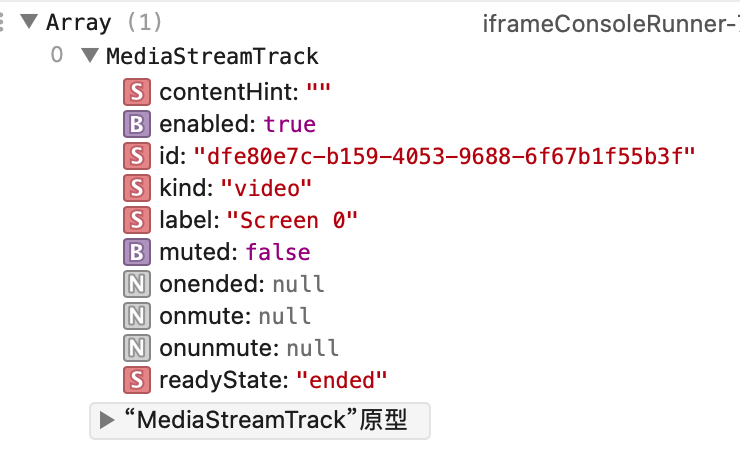 Array (1) iframeConsoleRunner-7
0 MediaStreamTrack
S contentHint: ""
B enabled: true
S id: "dfe80e7c-b159-4053-9688-6f67b1f55b3f"
S kind: "video"
S label: "Screen 0"
B muted: false
N onended: null
N onmute: null
N onunmute: null
S readyState: "ended"
“MediaStreamTrack”原型